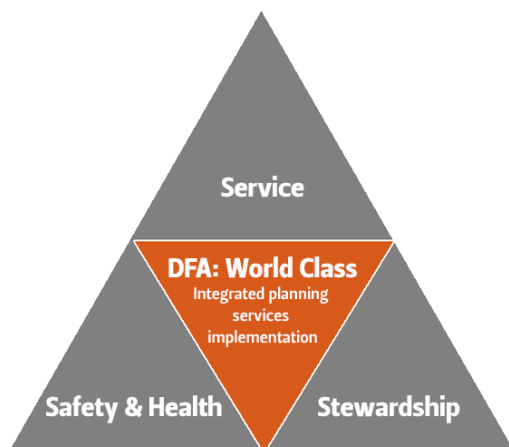 Service
DFA: World Class
Integrated planning
services
implementation
Safety & Health
Stewardship